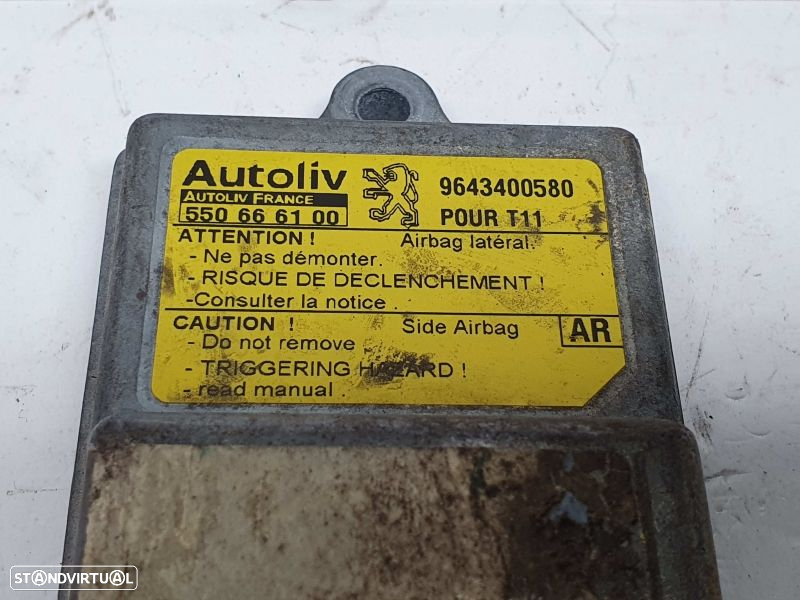 Autoliv
AUTOLIV FRANCE
550 66 61 00
9643400580
POUR T11
ATTENTION ! Airbag latéral.
- Ne pas démonter.
- RISQUE DE DECLENCHEMENT !
-Consulter la notice .
CAUTION ! Side Airbag AR
- Do not remove
- TRIGGERING HAZARD !
- read manual .
STANDVIRTUAL